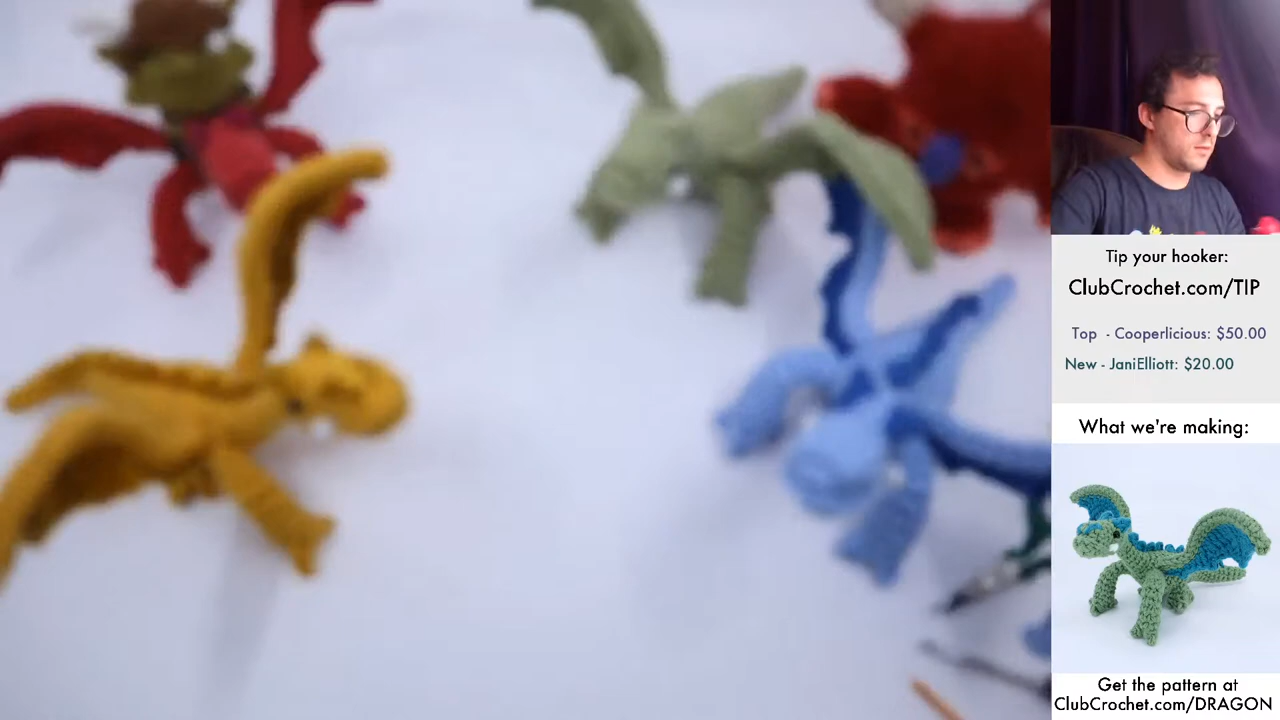 Tip your hooker:
ClubCrochet.com/TIP
Top - Cooperlicious: $50.00
New - JaniElliott: $20.00
What we're making:
Get the pattern at
ClubCrochet.com/DRAGON